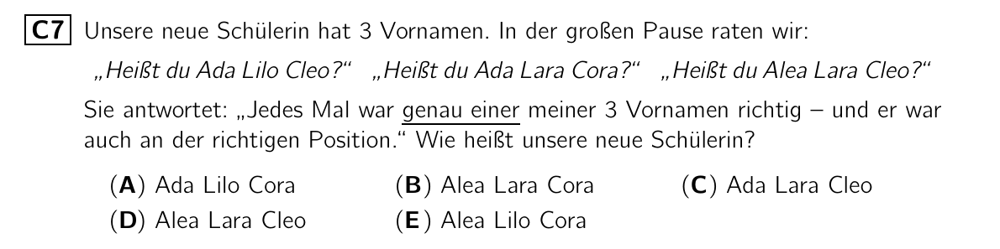 C7 Unsere neue Schülerin hat 3 Vornamen. In der großen Pause raten wir:
„Heißt du Ada Lilo Cleo?“ „Heißt du Ada Lara Cora?“ „Heißt du Alea Lara Cleo?“
Sie antwortet: „Jedes Mal war genau einer meiner 3 Vornamen richtig – und er war
auch an der richtigen Position.“ Wie heißt unsere neue Schülerin?
(A) Ada Lilo Cora (B) Alea Lara Cora (C) Ada Lara Cleo
(D) Alea Lara Cleo (E) Alea Lilo Cora